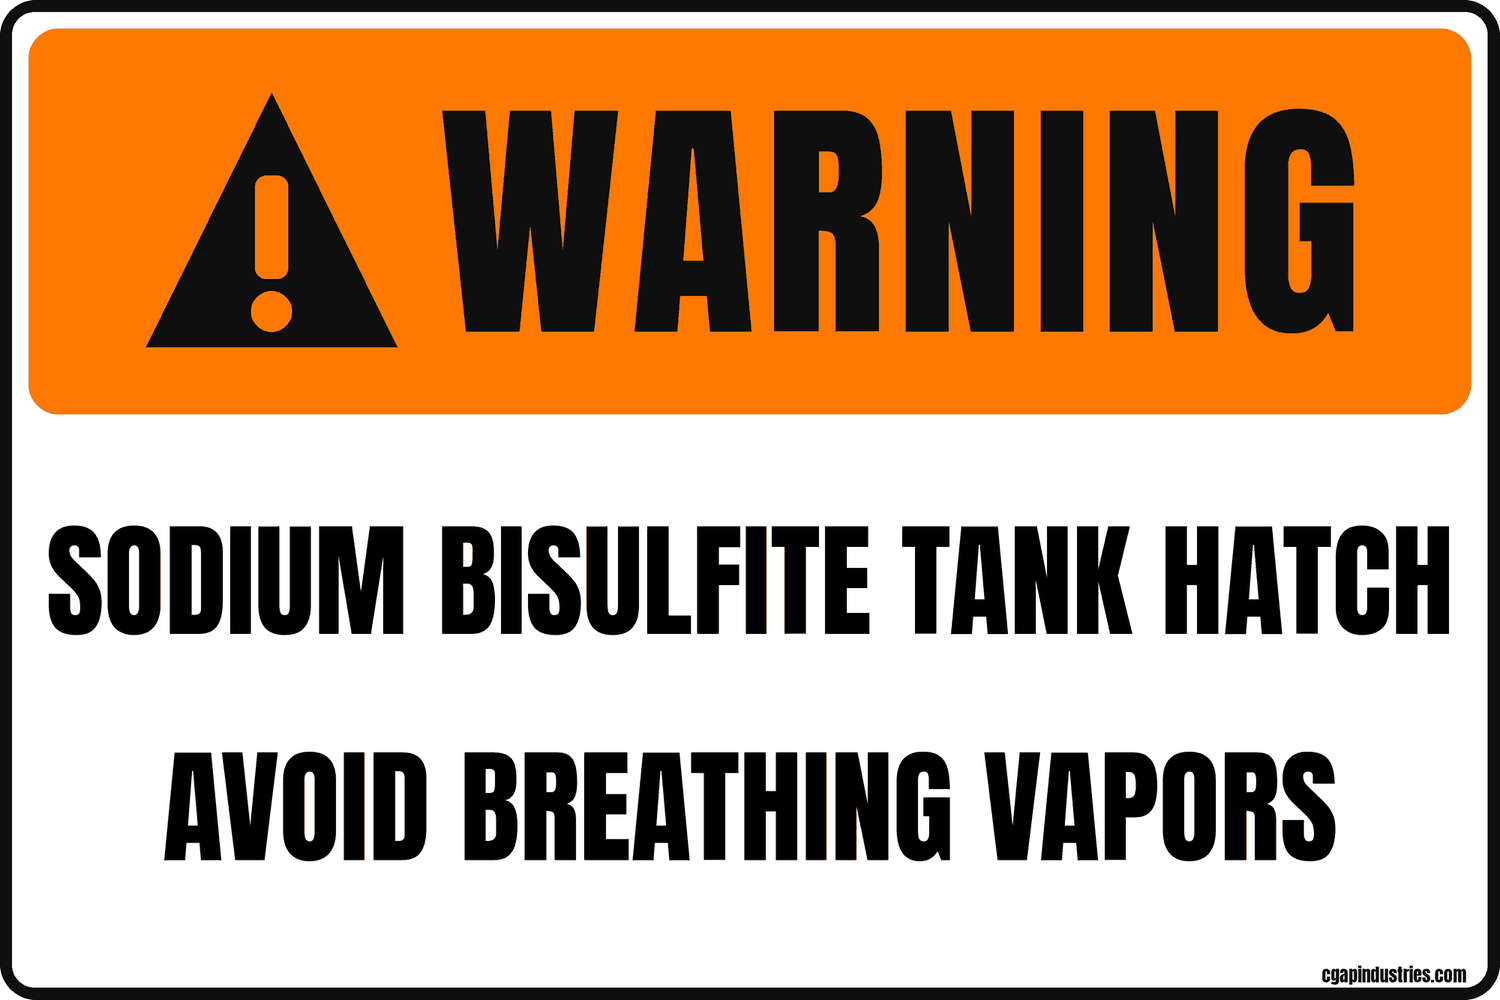 WARNING
SODIUM BISULFITE TANK HATCH
AVOID BREATHING VAPORS
cgapindustries.com